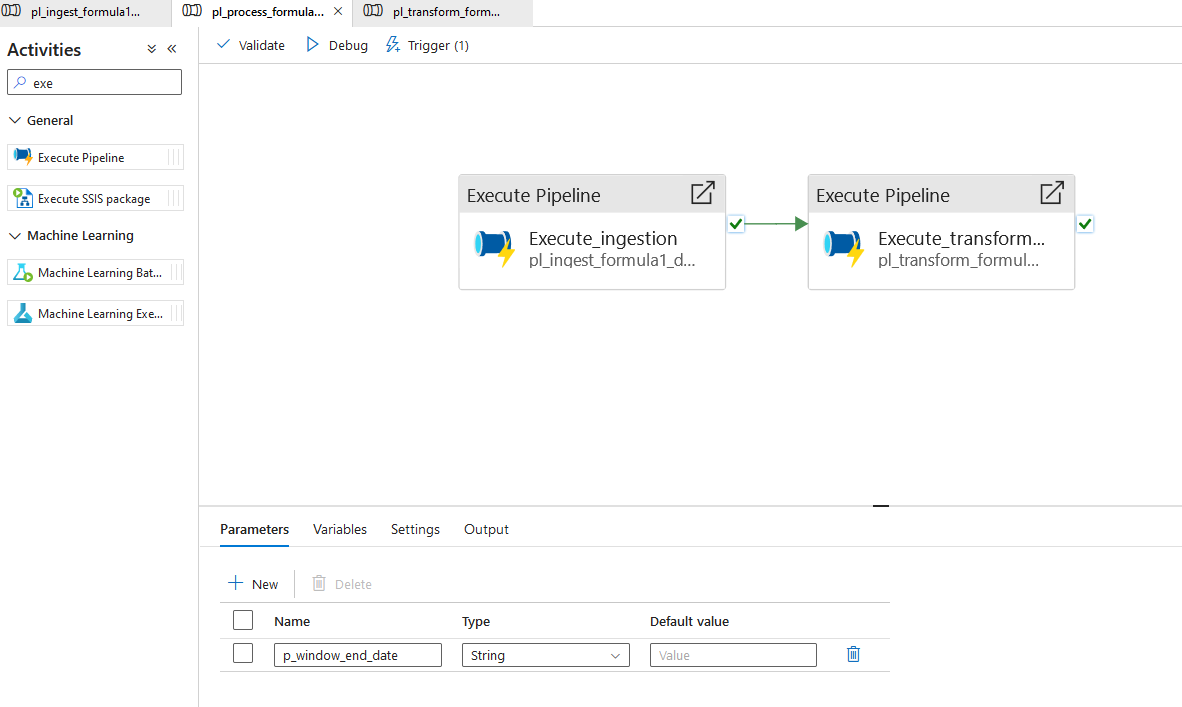 pl_ingest_formula1...
pl_process_formula...
pl_transform_form...
Activities
Validate
Debug
Trigger (1)
exe
General
Execute Pipeline
Execute SSIS package
Machine Learning
Machine Learning Bat...
Machine Learning Exe...
Execute Pipeline
Execute_ingestion
pl_ingest_formula1_d...
Execute Pipeline
Execute_transform...
pl_transform_formul...
Parameters
Variables
Settings
Output
New
Delete
Name
Type
Default value
p_window_end_date
String
Value